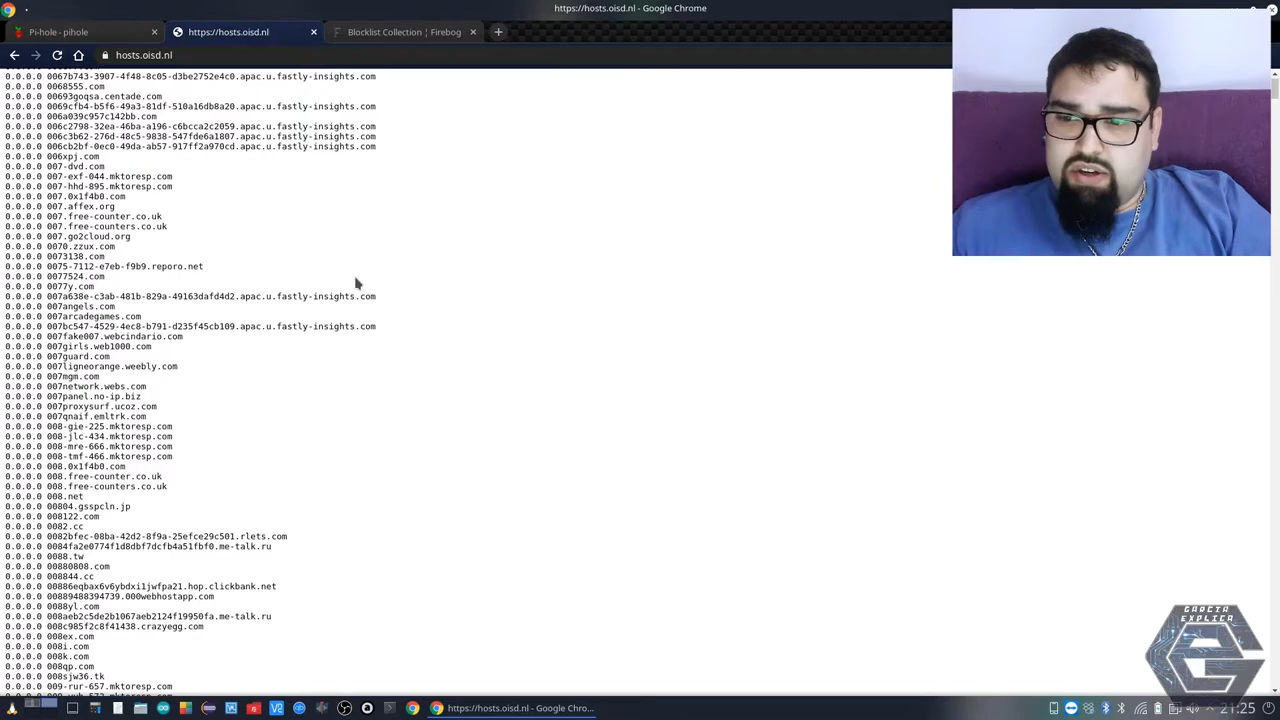 https://hosts.oisd.nl - Google Chrome
Pi-hole - pihole
https://hosts.oisd.nl
Blocklist Collection | Firebog
hosts.oisd.nl
0.0.0.0 0067b743-3907-4f48-8c05-d3be2752e4c0.apac.u.fastly-insights.com
0.0.0.0 0068555.com
0.0.0.0 00693goqsa.centade.com
0.0.0.0 0069cfb4-b5f6-49a3-81df-510a16db8a20.apac.u.fastly-insights.com
0.0.0.0 006a039c957c142bb.com
0.0.0.0 006c2798-32ea-46ba-a196-c6bcca2c2059.apac.u.fastly-insights.com
0.0.0.0 006c3b62-276d-48c5-9838-547fde6a1807.apac.u.fastly-insights.com
0.0.0.0 006cb2bf-0ec0-49da-ab57-917ff2a970cd.apac.u.fastly-insights.com
0.0.0.0 006xpj.com
0.0.0.0 007-dvd.com
0.0.0.0 007-exf-044.mktoresp.com
0.0.0.0 007-hhd-895.mktoresp.com
0.0.0.0 007.0x1f4b0.com
0.0.0.0 007.affex.org
0.0.0.0 007.free-counter.co.uk
0.0.0.0 007.free-counters.co.uk
0.0.0.0 007.go2cloud.org
0.0.0.0 0070.zzux.com
0.0.0.0 0073138.com
0.0.0.0 0075-7112-e7eb-f9b9.reporo.net
0.0.0.0 0077524.com
0.0.0.0 0077y.com
0.0.0.0 007a638e-c3ab-481b-829a-49163dafd4d2.apac.u.fastly-insights.com
0.0.0.0 007angels.com
0.0.0.0 007arcadegames.com
0.0.0.0 007bc547-4529-4ec8-b791-d235f45cb109.apac.u.fastly-insights.com
0.0.0.0 007fake007.webcindario.com
0.0.0.0 007girls.web1000.com
0.0.0.0 007guard.com
0.0.0.0 007ligneorange.weebly.com
0.0.0.0 007mgm.com
0.0.0.0 007network.webs.com
0.0.0.0 007panel.no-ip.biz
0.0.0.0 007proxysurf.ucoz.com
0.0.0.0 007qnaif.emltrk.com
0.0.0.0 008-gie-225.mktoresp.com
0.0.0.0 008-jlc-434.mktoresp.com
0.0.0.0 008-mre-666.mktoresp.com
0.0.0.0 008-tmf-466.mktoresp.com
0.0.0.0 008.0x1f4b0.com
0.0.0.0 008.free-counter.co.uk
0.0.0.0 008.free-counters.co.uk
0.0.0.0 008.net
0.0.0.0 00804.gsspcln.jp
0.0.0.0 008122.com
0.0.0.0 0082.cc
0.0.0.0 0082bfec-08ba-42d2-8f9a-25efce29c501.rlets.com
0.0.0.0 0084fa2e0774f1d8dbf7dcfb4a51fbf0.me-talk.ru
0.0.0.0 0088.tw
0.0.0.0 00880808.com
0.0.0.0 008844.cc
0.0.0.0 00886eqbax6v6ybdxi1jwfpa21.hop.clickbank.net
0.0.0.0 00889488394739.000webhostapp.com
0.0.0.0 0088yl.com
0.0.0.0 008aeb2c5de2b1067aeb2124f19950fa.me-talk.ru
0.0.0.0 008c985f2c8f41438.crazyegg.com
0.0.0.0 008ex.com
0.0.0.0 008i.com
0.0.0.0 008k.com
0.0.0.0 008qp.com
0.0.0.0 008sjw36.tk
0.0.0.0 009-rur-657.mktoresp.com
GARCIA
EXPLICA
https://hosts.oisd.nl - Google Chro...
21:25